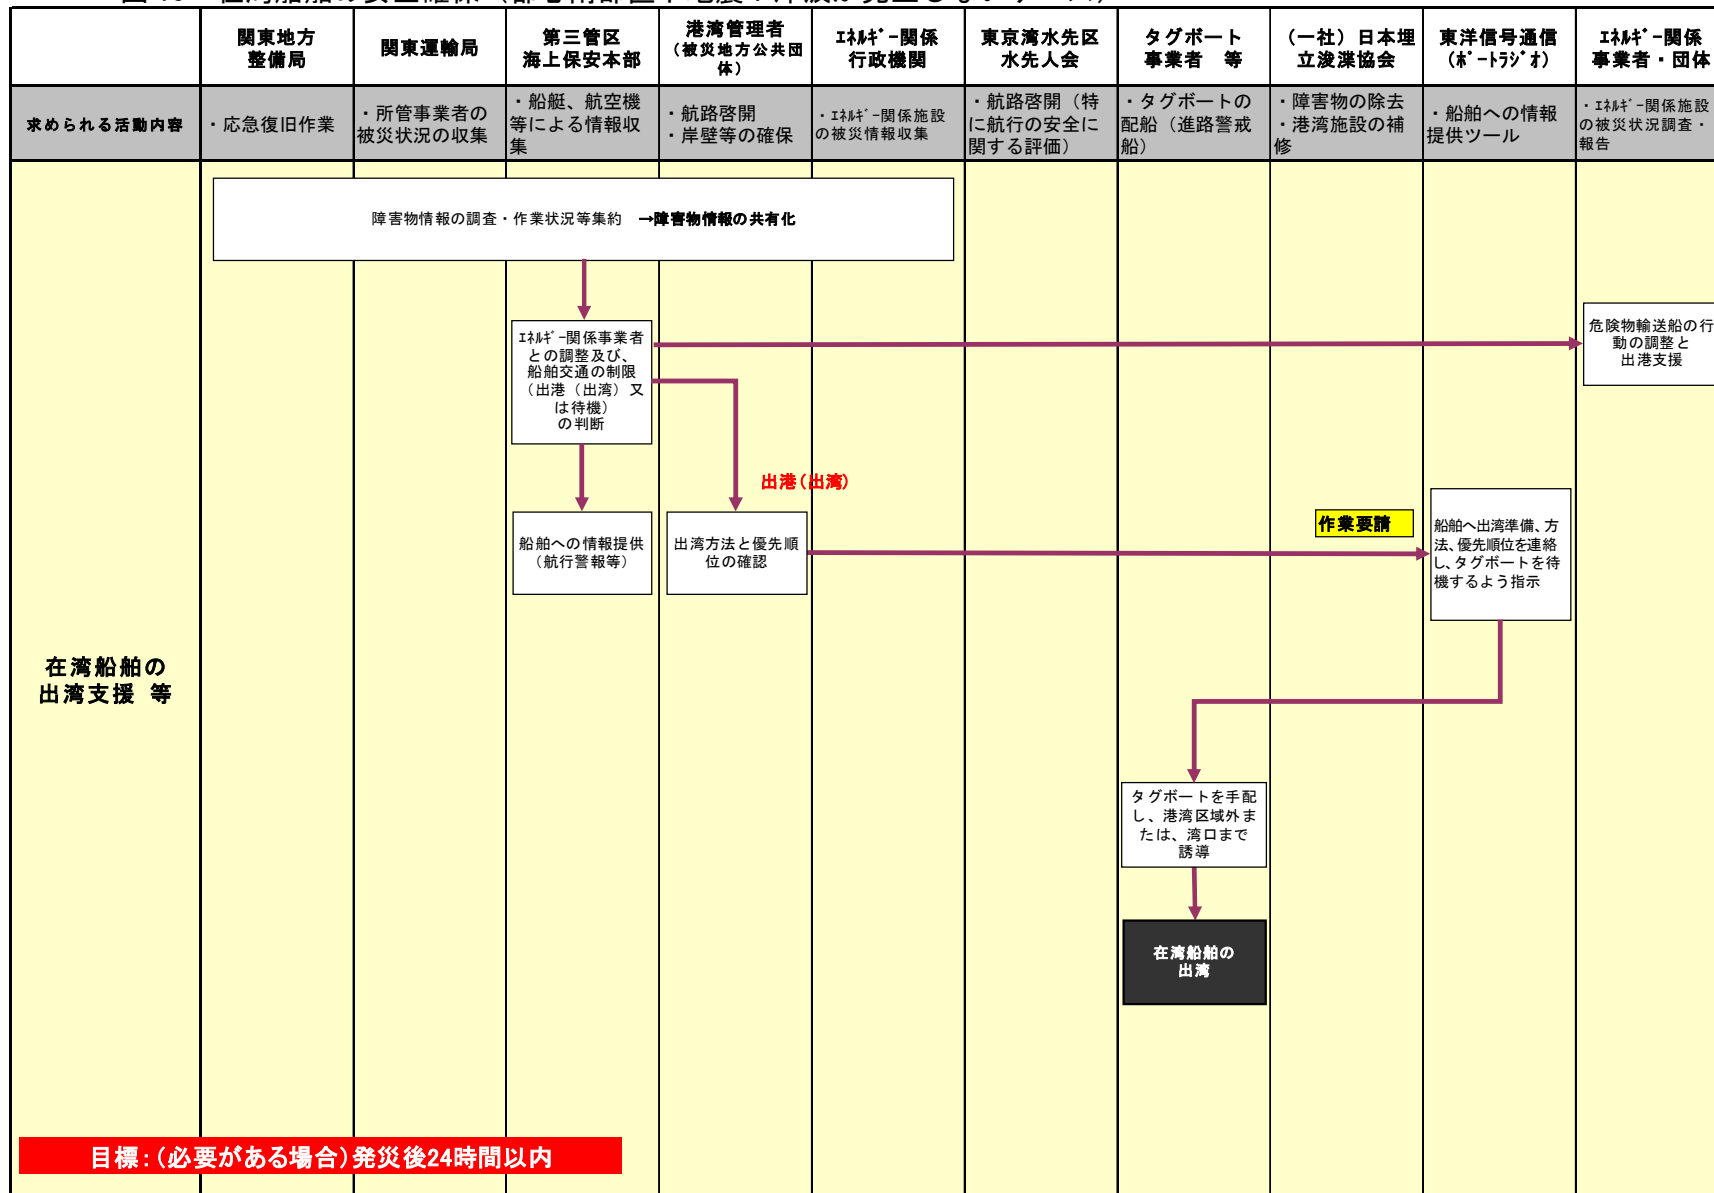 関東地方
整備局
関東運輸局
第三管区
海上保安本部
港湾管理者
(被災地方公共団
体)
ｴﾈﾙｷﾞｰ関係
行政機関
東京湾水先区
水先人会
タグボート
事業者 等
(一社)日本埋
立浚渫協会
東洋信号通信
(ﾎﾟｰﾄﾗｼﾞｵ)
ｴﾈﾙｷﾞｰ関係
事業者・団体
求められる活動内容
・応急復旧作業
・所管事業者の
被災状況の収集
・船艇、航空機
等による情報収
集
・航路啓開
・岸壁等の確保
・ｴﾈﾙｷﾞｰ関係施設
の被災情報収集
・航路啓開(特
に航行の安全に
関する評価)
・タグボートの
配船(進路警戒
船)
・障害物の除去
・港湾施設の補
修
・船舶への情報
提供ツール
・ｴﾈﾙｷﾞｰ関係施設
の被災状況調査・
報告
障害物情報の調査・作業状況等集約 →障害物情報の共有化
ｴﾈﾙｷﾞｰ関係事業者
との調整及び、
船舶交通の制限
(出港(出湾)又
は待機)
の判断
危険物輸送船の行
動の調整と
出港支援
出港(出湾)
作業要請
船舶への情報提供
(航行警報等)
出湾方法と優先順
位の確認
船舶へ出湾準備、方
法、優先順位を連絡
し、タグボートを待
機するよう指示
在湾船舶の
出湾支援 等
タグボートを手配
し、港湾区域外ま
たは、湾口まで
誘導
在湾船舶の
出湾
目標:(必要がある場合)発災後24時間以内